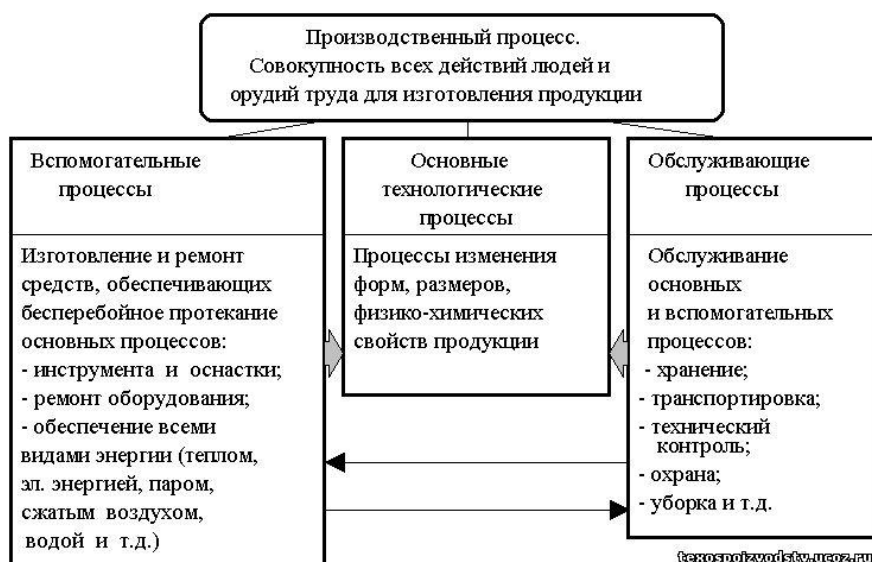 Производственный процесс.
Совокупность всех действий людей и
орудий труда для изготовления продукции
Вспомогательные
процессы
Изготовление и ремонт
средств, обеспечивающих
бесперебойное протекание
основных процессов:
- инструмента и оснастки;
- ремонт оборудования;
- обеспечение всеми
видами энергии (теплом,
эл. энергией, паром,
сжатым воздухом,
водой и т.д.)
Основные
технологические
процессы
Процессы изменения
форм, размеров,
физико-химических
свойств продукции
Обслуживающие
процессы
Обслуживание
основных
и вспомогательных
процессов:
- хранение;
- транспортировка;
- технический
контроль;
- охрана;
- уборка и т.д.
texospoizvodstv.ucoz.ru